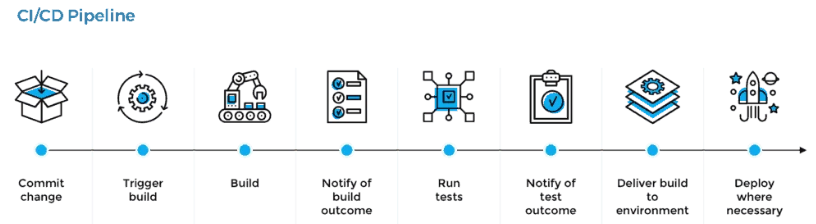 CI/CD Pipeline
Commit
change
Trigger
build
Build
Notify of
build
outcome
Run
tests
Notify of
test
outcome
Deliver build
to
environment
Deploy
where
necessary